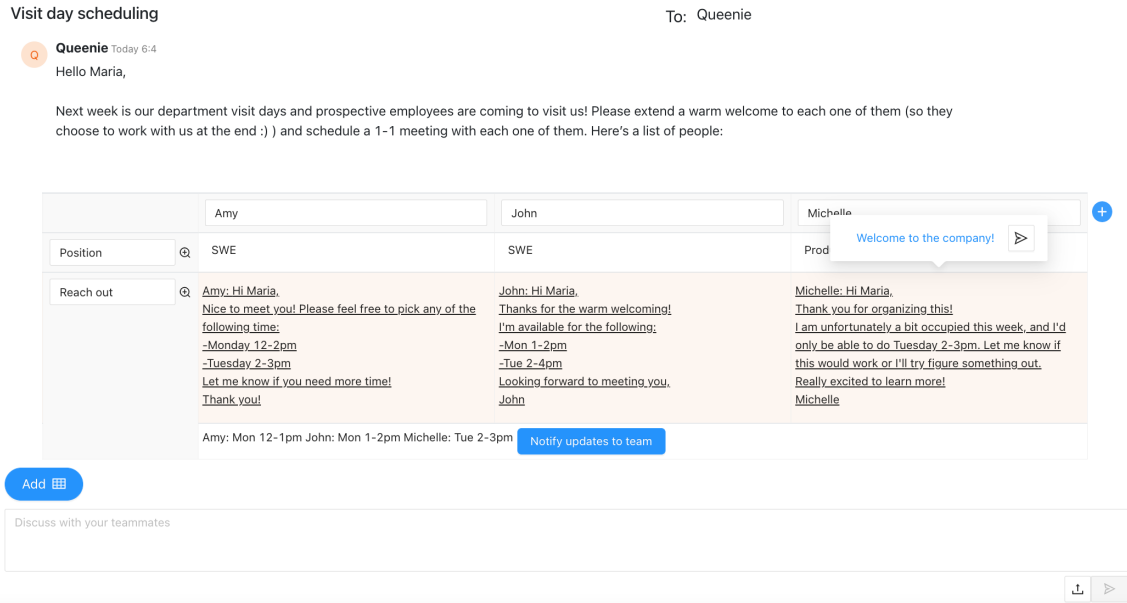 Visit day scheduling
To: Queenie
Q
Queenie Today 6:4
Hello Maria,
Next week is our department visit days and prospective employees are coming to visit us! Please extend a warm welcome to each one of them (so they
choose to work with us at the end :) ) and schedule a 1-1 meeting with each one of them. Here's a list of people:
Amy
John
Michelle
Welcome to the company!
Position
SWE
SWE
Prod
Reach out
Amy: Hi Maria,
Nice to meet you! Please feel free to pick any of the
following time:
-Monday 12-2pm
-Tuesday 2-3pm
Let me know if you need more time!
Thank you!
John: Hi Maria,
Thanks for the warm welcoming!
I'm available for the following:
-Mon 1-2pm
-Tue 2-4pm
Looking forward to meeting you,
John
Michelle: Hi Maria,
Thank you for organizing this!
I am unfortunately a bit occupied this week, and I'd
only be able to do Tuesday 2-3pm. Let me know if
this would work or I'll try figure something out.
Really excited to learn more!
Michelle
Amy: Mon 12-1pm John: Mon 1-2pm Michelle: Tue 2-3pm
Notify updates to team
Add
Discuss with your teammates